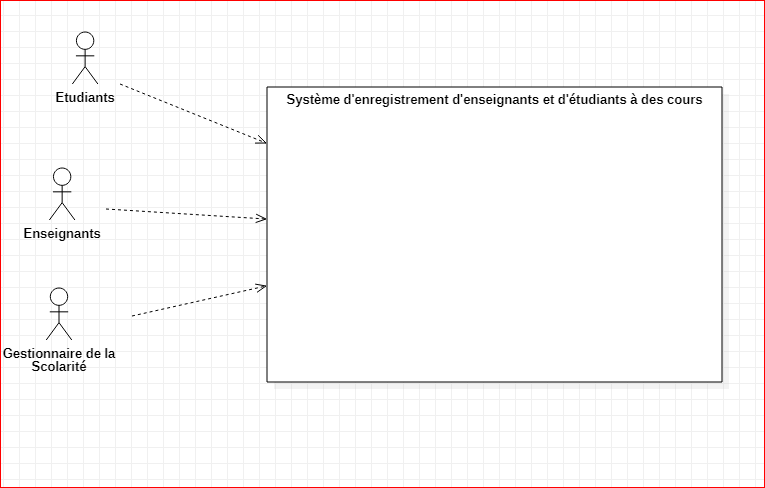 Etudiants
Système d'enregistrement d'enseignants et d'étudiants à des cours
Enseignants
Gestionnaire de la
Scolarité